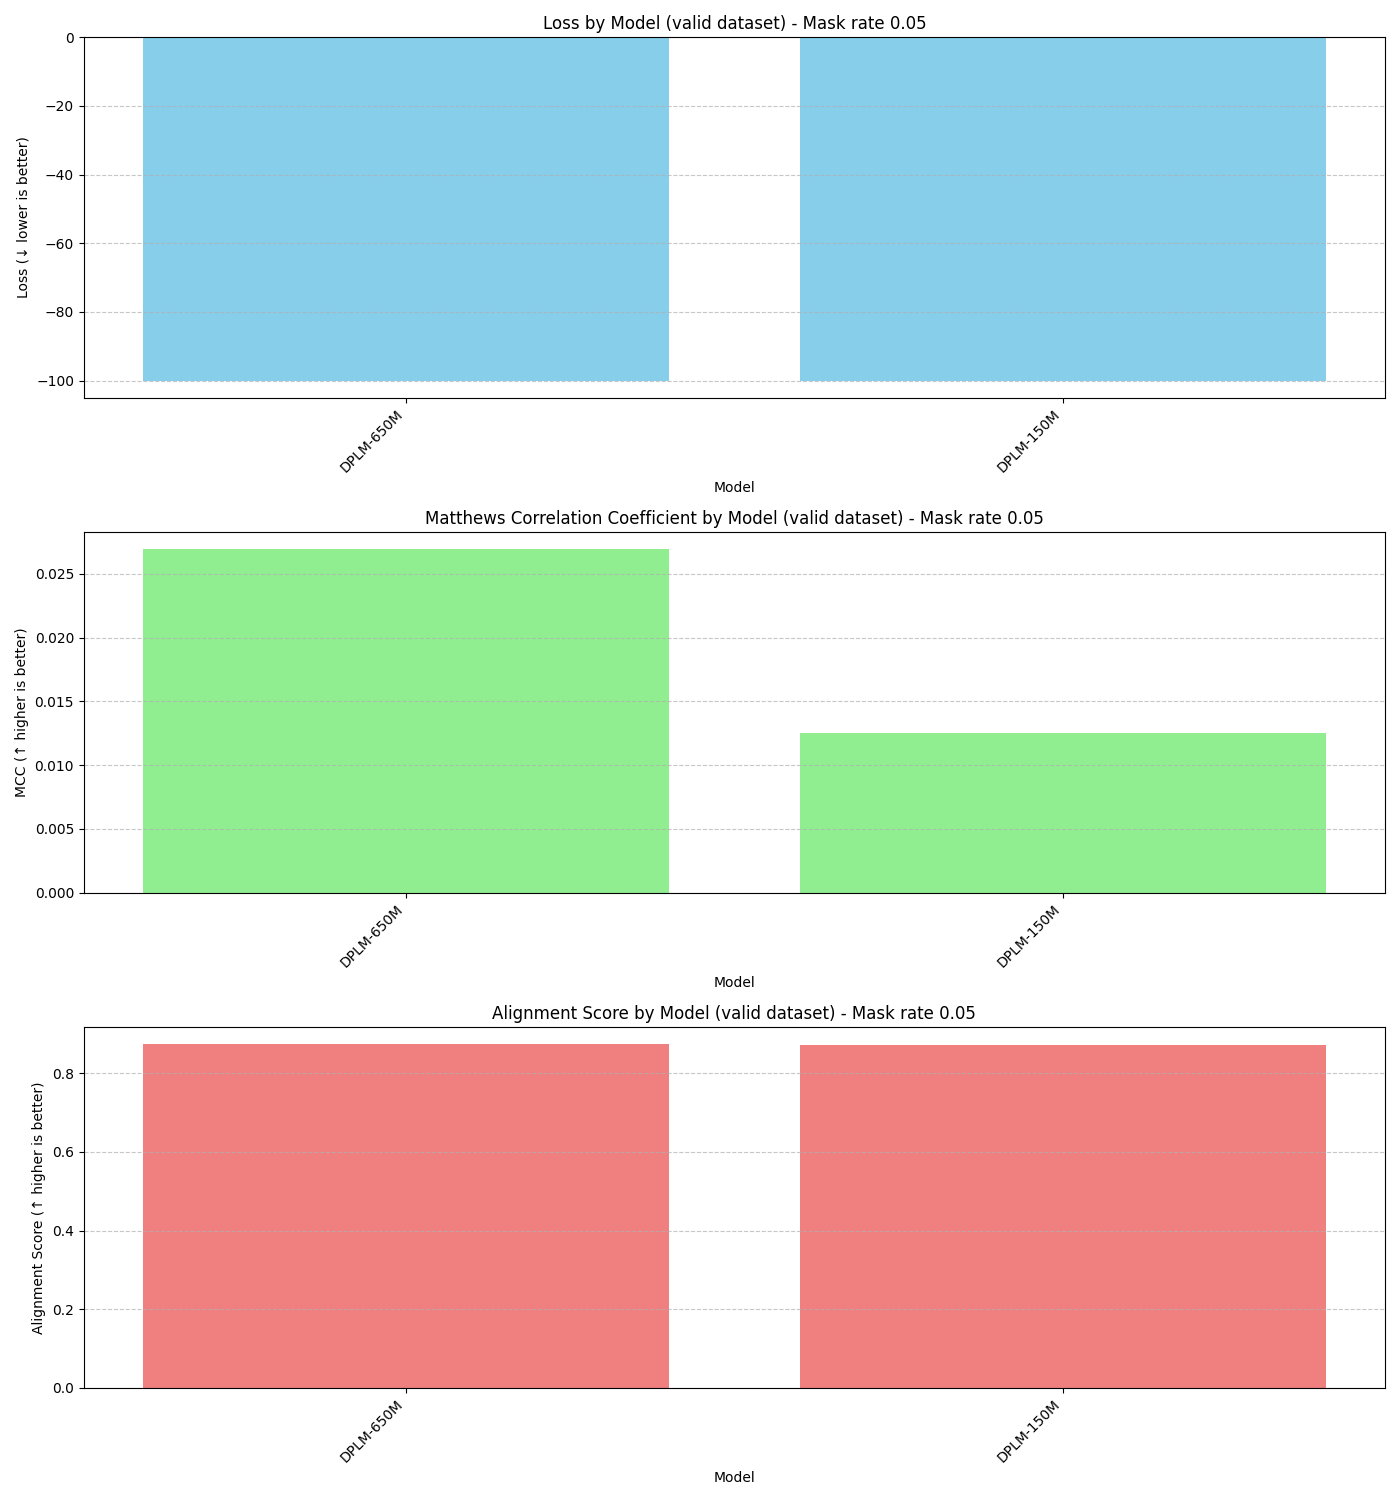 Loss by Model (valid dataset) - Mask rate 0.05
Loss (↓ lower is better)
0
−20
−40
−60
−80
−100
DPLM-650M
DPLM-150M
Model
Matthews Correlation Coefficient by Model (valid dataset) - Mask rate 0.05
MCC (↑ higher is better)
0.025
0.020
0.015
0.010
0.005
0.000
DPLM-650M
DPLM-150M
Model
Alignment Score by Model (valid dataset) - Mask rate 0.05
Alignment Score (↑ higher is better)
0.8
0.6
0.4
0.2
0.0
DPLM-650M
DPLM-150M
Model